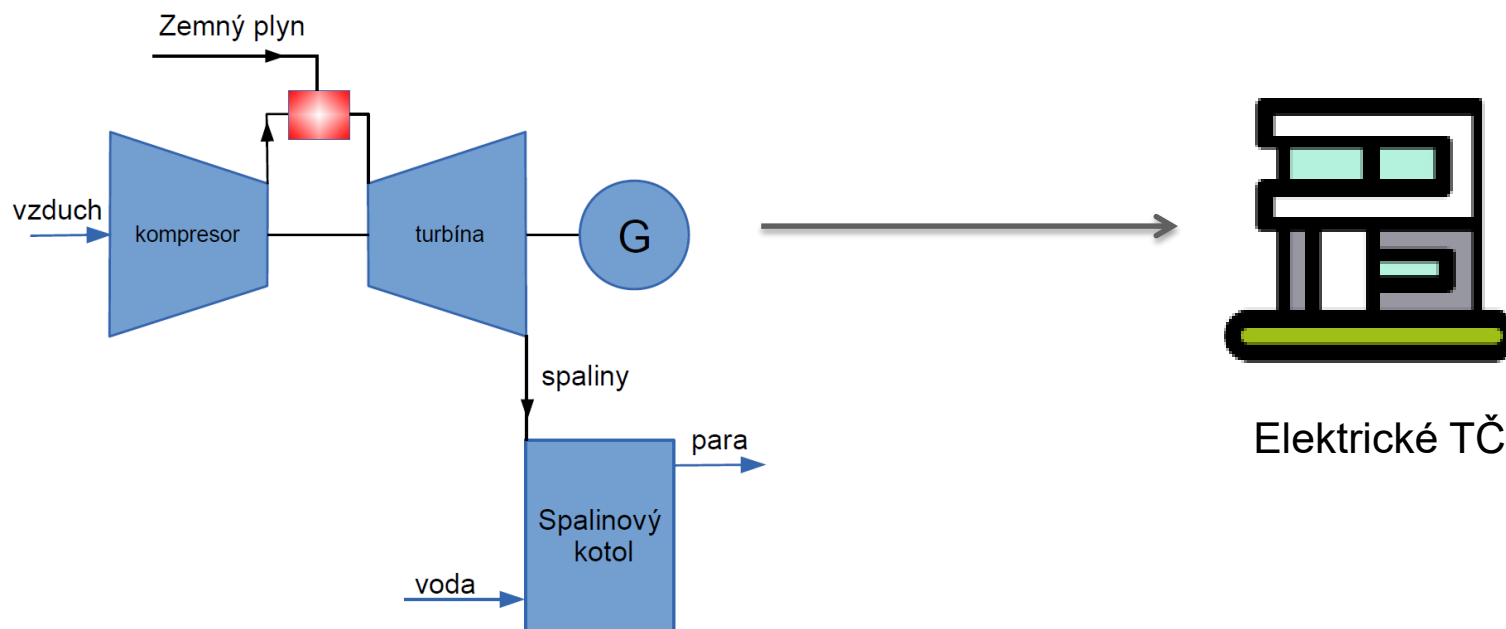 Zemný plyn
vzduch
kompresor
turbína
G
spaliny
para
Spalinový
kotol
voda
Elektrické TČ